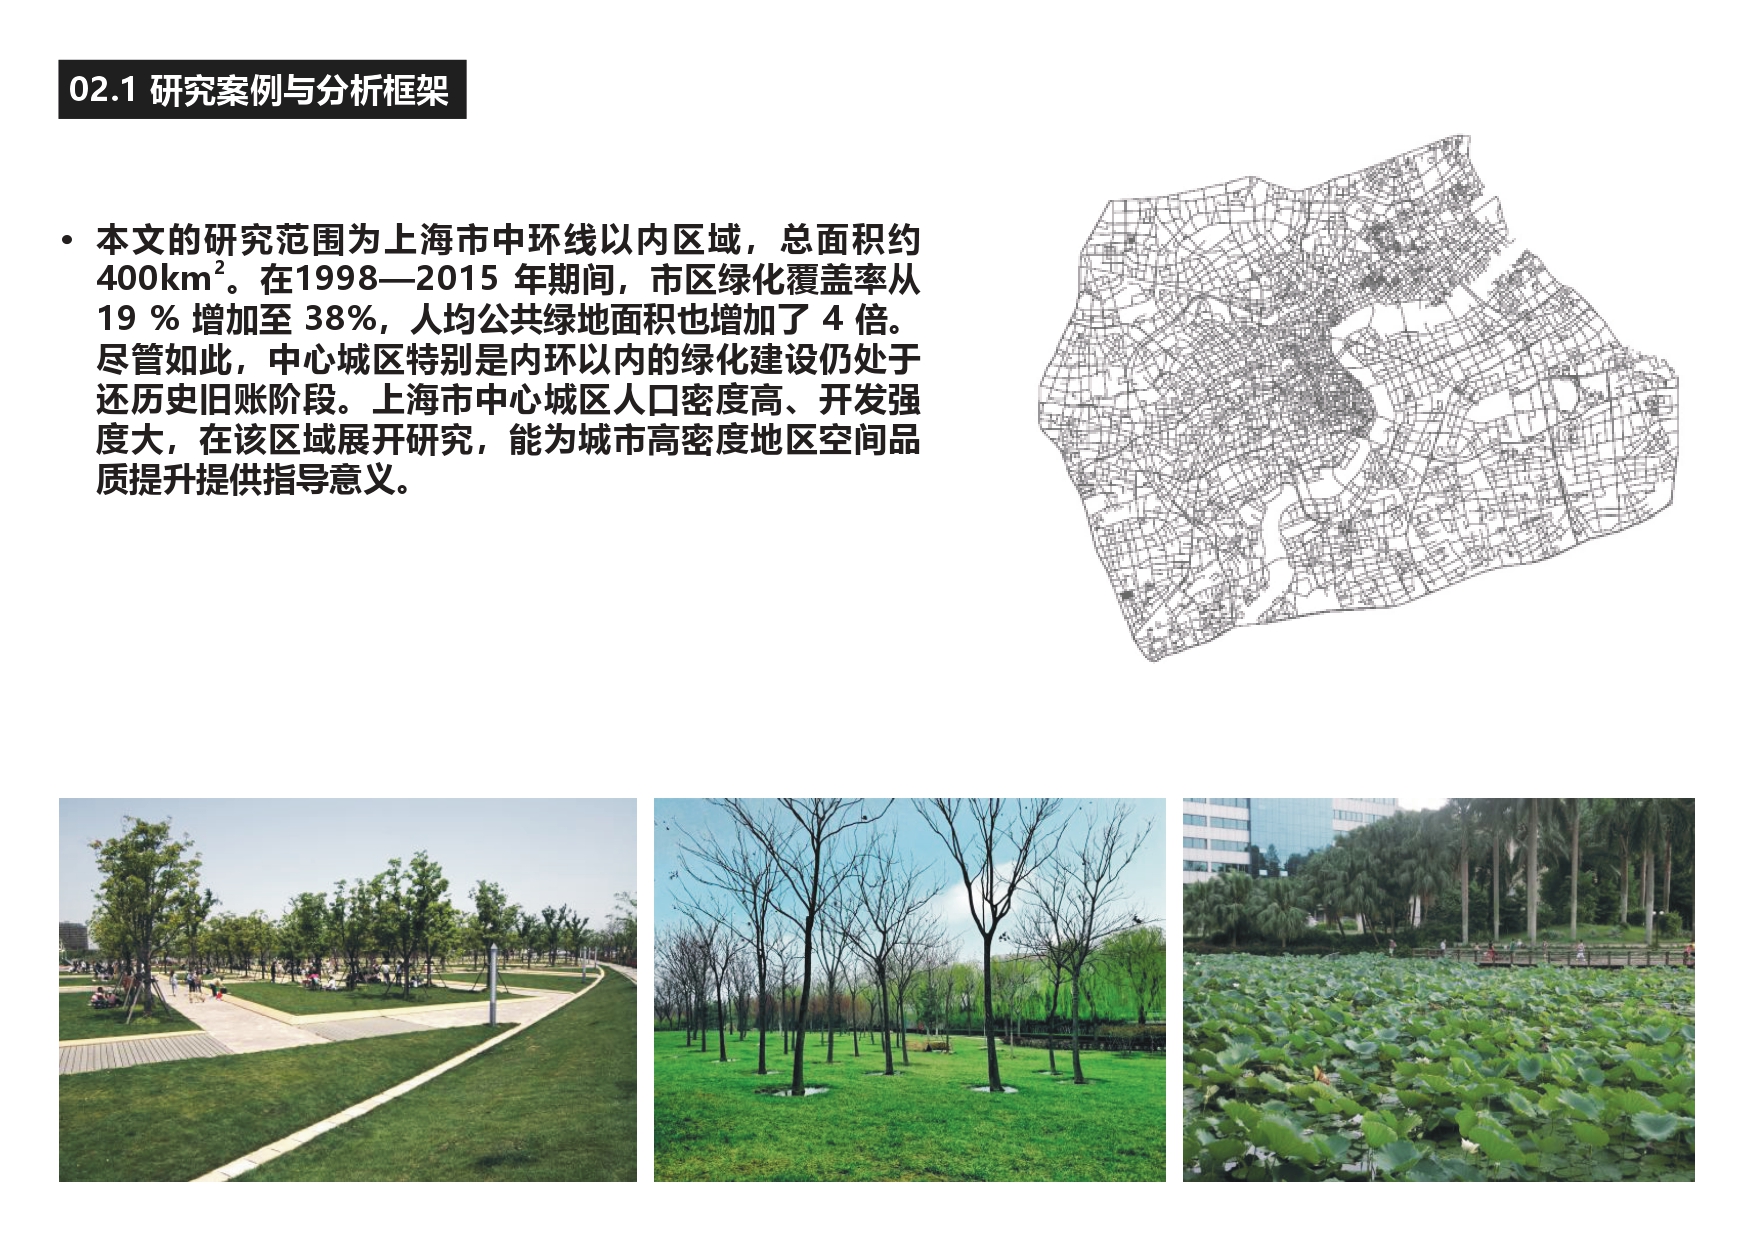 02.1 研究案例与分析框架
• 本文的研究范围为上海市中环线以内区域，总面积约
400km²。在1998—2015 年期间，市区绿化覆盖率从
19 % 增加至 38%，人均公共绿地面积也增加了 4 倍。
尽管如此，中心城区特别是内环以内的绿化建设仍处于
还历史旧账阶段。上海市中心城区人口密度高、开发强
度大，在该区域展开研究，能为城市高密度地区空间品
质提升提供指导意义。